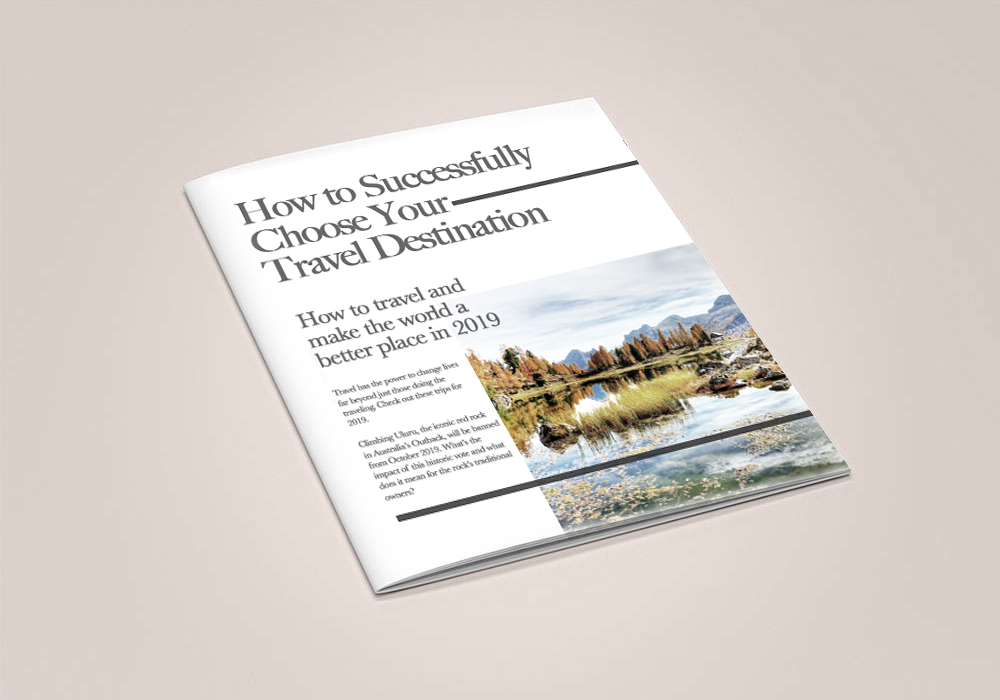 How to Successfully
Choose Your
Travel Destination
How to travel and
make the world a
better place in 2019
Travel has the power to change lives
far beyond just those doing the
traveling. Check out these trips for
2019.
Climbing Uluru, the iconic red rock
in Australia's Outback, will be banned
from October 2019. What's the
impact of this historic vote and what
does it mean for the rock's traditional
owners?